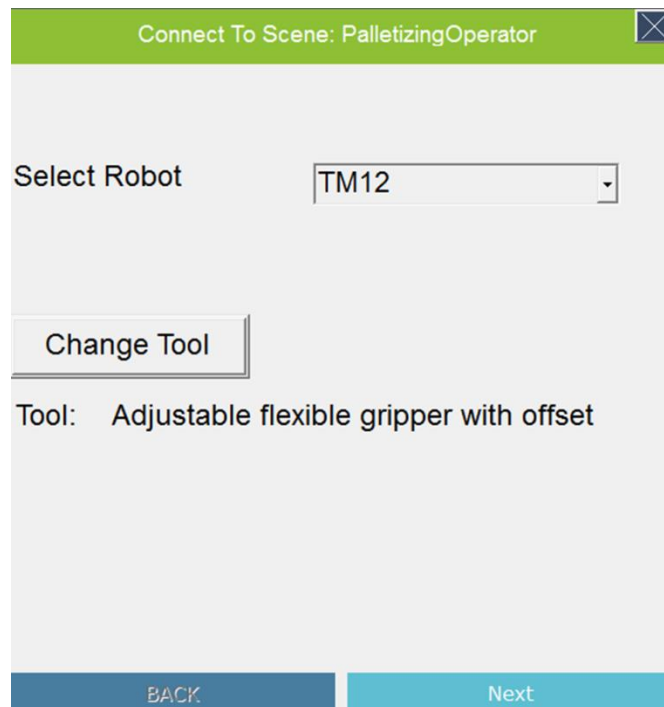 Connect To Scene: PalletizingOperator
Select Robot TM12
Change Tool
Tool: Adjustable flexible gripper with offset
BACK Next